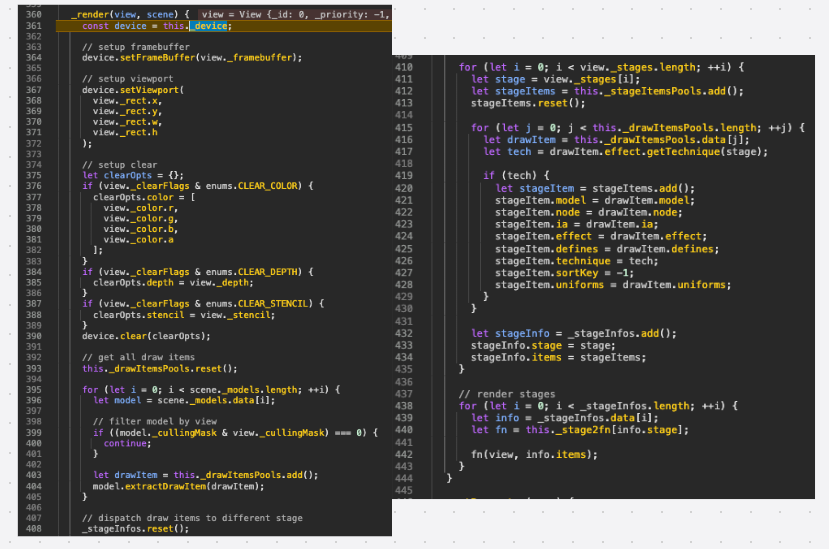 360 _render(view, scene) { view = View {_id: 0, _priority: -1,
361 const device = this._device;
362
363 // setup framebuffer
364 device.setFrameBuffer(view._framebuffer);
365
366 // setup viewport
367 device.setViewport(
368 view._rect.x,
369 view._rect.y,
370 view._rect.w,
371 view._rect.h
372 );
373
374 // setup clear
375 let clearOpts = {};
376 if (view._clearFlags & enums.CLEAR_COLOR) {
377 clearOpts.color = [
378 view._color.r,
379 view._color.g,
380 view._color.b,
381 view._color.a
382 ];
383 }
384 if (view._clearFlags & enums.CLEAR_DEPTH) {
385 clearOpts.depth = view._depth;
386 }
387 if (view._clearFlags & enums.CLEAR_STENCIL) {
388 clearOpts.stencil = view._stencil;
389 }
390 device.clear(clearOpts);
391
392 // get all draw items
393 this._drawItemsPools.reset();
394
395 for (let i = 0; i < scene._models.length; ++i) {
396 let model = scene._models.data[i];
397
398 // filter model by view
399 if ((model._cullingMask & view._cullingMask) === 0) {
400 continue;
401 }
402
403 let drawItem = this._drawItemsPools.add();
404 model.extractDrawItem(drawItem);
405 }
406
407 // dispatch draw items to different stage
408 _stageInfos.reset();
409
410 for (let i = 0; i < view._stages.length; ++i) {
411 let stage = view._stages[i];
412 let stageItems = this._stageItemsPools.add();
413 stageItems.reset();
414
415 for (let j = 0; j < this._drawItemsPools.length; ++j) {
416 let drawItem = this._drawItemsPools.data[j];
417 let tech = drawItem.effect.getTechnique(stage);
418
419 if (tech) {
420 let stageItem = stageItems.add();
421 stageItem.model = drawItem.model;
422 stageItem.node = drawItem.node;
423 stageItem.ia = drawItem.ia;
424 stageItem.effect = drawItem.effect;
425 stageItem.defines = drawItem.defines;
426 stageItem.technique = tech;
427 stageItem.sortKey = -1;
428 stageItem.uniforms = drawItem.uniforms;
429 }
430 }
431
432 let stageInfo = _stageInfos.add();
433 stageInfo.stage = stage;
434 stageInfo.items = stageItems;
435 }
436
437 // render stages
438 for (let i = 0; i < _stageInfos.length; ++i) {
439 let info = _stageInfos.data[i];
440 let fn = this._stage2fn[info.stage];
441
442 fn(view, info.items);
443 }
444 }
445